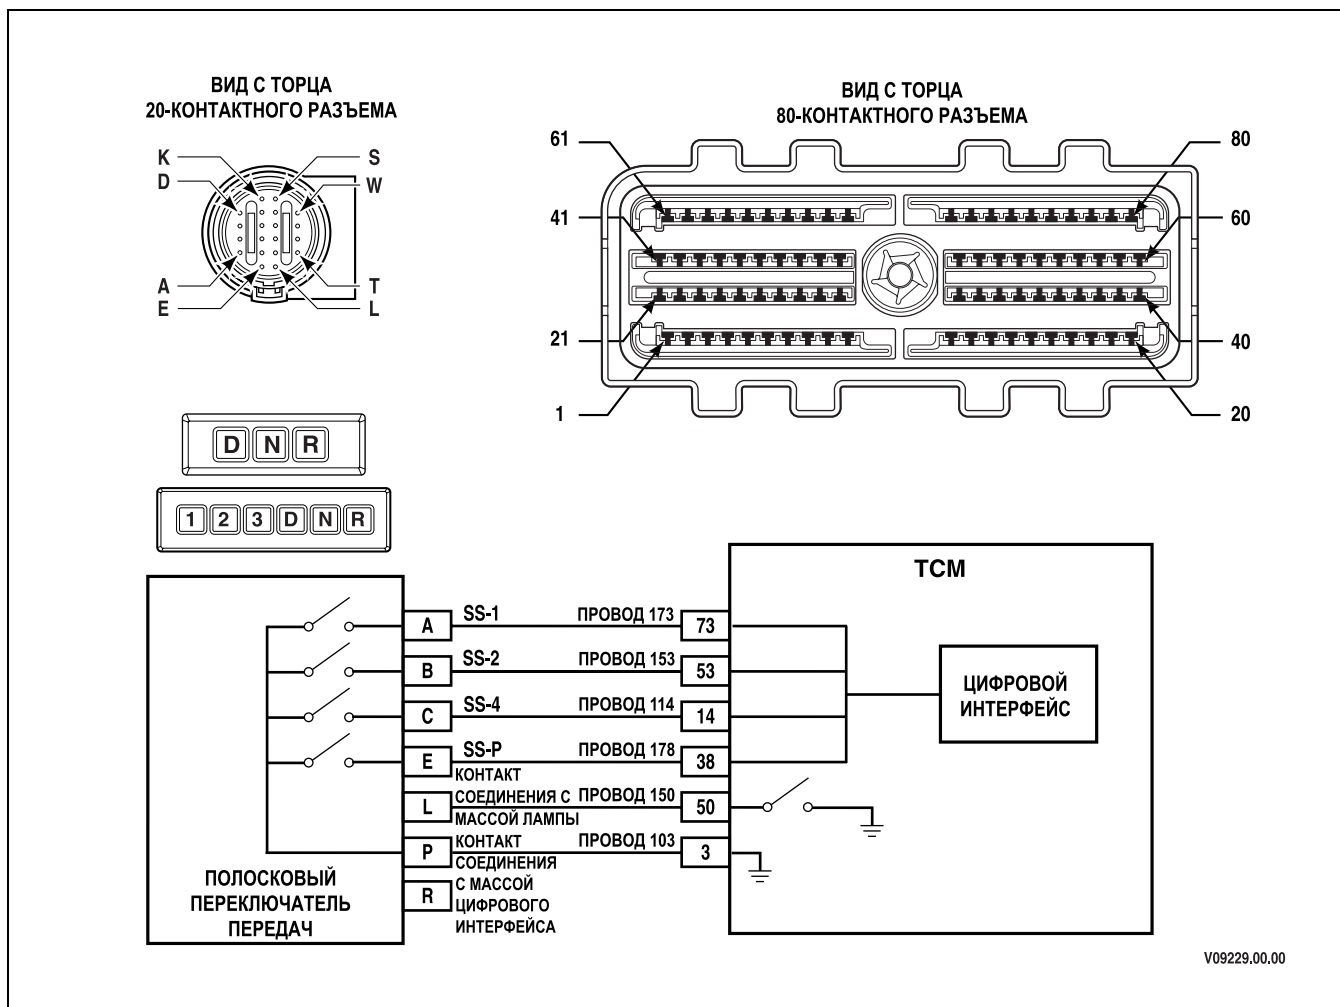 ВИД С ТОРЦА
20-КОНТАКТНОГО РАЗЪЕМА
K
S
D
W
A
T
E
L
ВИД С ТОРЦА
80-КОНТАКТНОГО РАЗЪЕМА
61
80
41
60
21
40
1
20
D N R
1 2 3 D N R
TCM
A SS-1 ПРОВОД 173 73
B SS-2 ПРОВОД 153 53
C SS-4 ПРОВОД 114 14
E SS-P ПРОВОД 178 38
L КОНТАКТ
СОЕДИНЕНИЯ С ПРОВОД 150 50
МАССОЙ ЛАМПЫ
P КОНТАКТ ПРОВОД 103 3
СОЕДИНЕНИЯ
R С МАССОЙ
ЦИФРОВОГО
ИНТЕРФЕЙСА
ЦИФРОВОЙ
ИНТЕРФЕЙС
ПОЛОСКОВЫЙ
ПЕРЕКЛЮЧАТЕЛЬ
ПЕРЕДАЧ
V09229.00.00